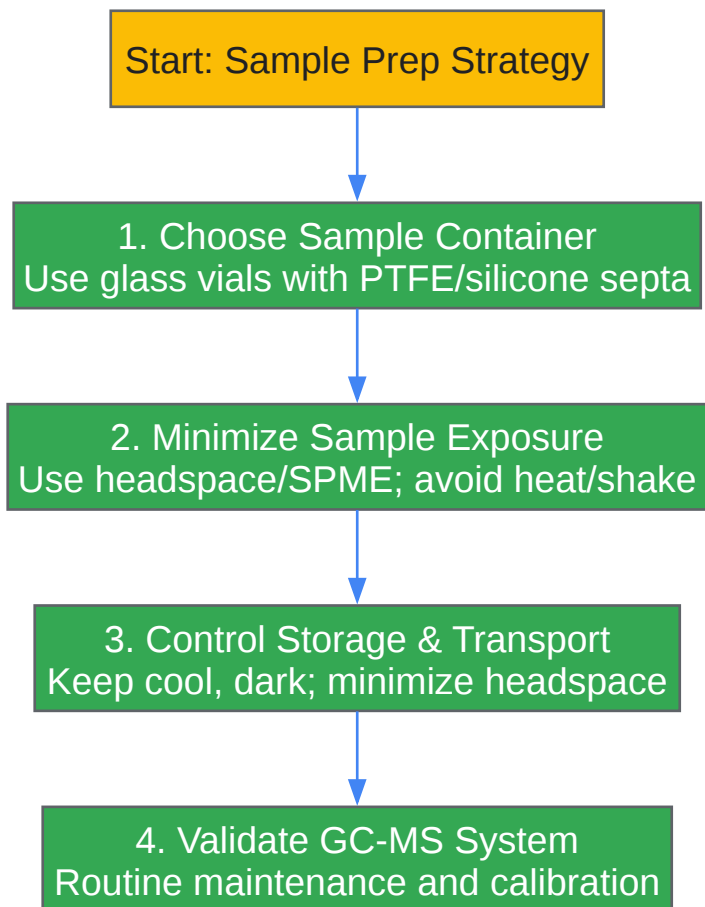 Start: Sample Prep Strategy
1. Choose Sample Container
Use glass vials with PTFE/silicone septa
2. Minimize Sample Exposure
Use headspace/SPME; avoid heat/shake
3. Control Storage & Transport
Keep cool, dark; minimize headspace
4. Validate GC-MS System
Routine maintenance and calibration